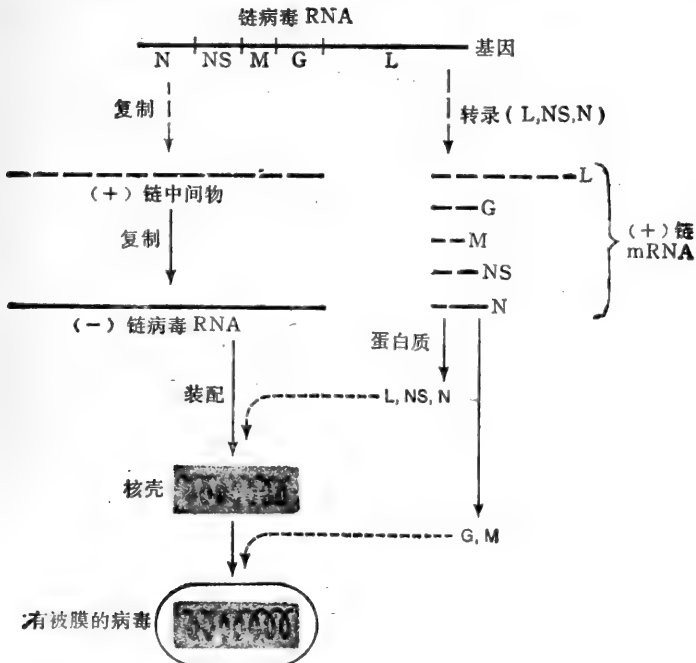 链病毒 RNA
N NS M G L 基因
复制
转录 ( L,NS,N )
L
(+) 链中间物
G
(+) 链
mRNA
复制
M
NS
N
(-) 链病毒 RNA
蛋白质
装配
L, NS, N
核壳
G, M
有被膜的病毒